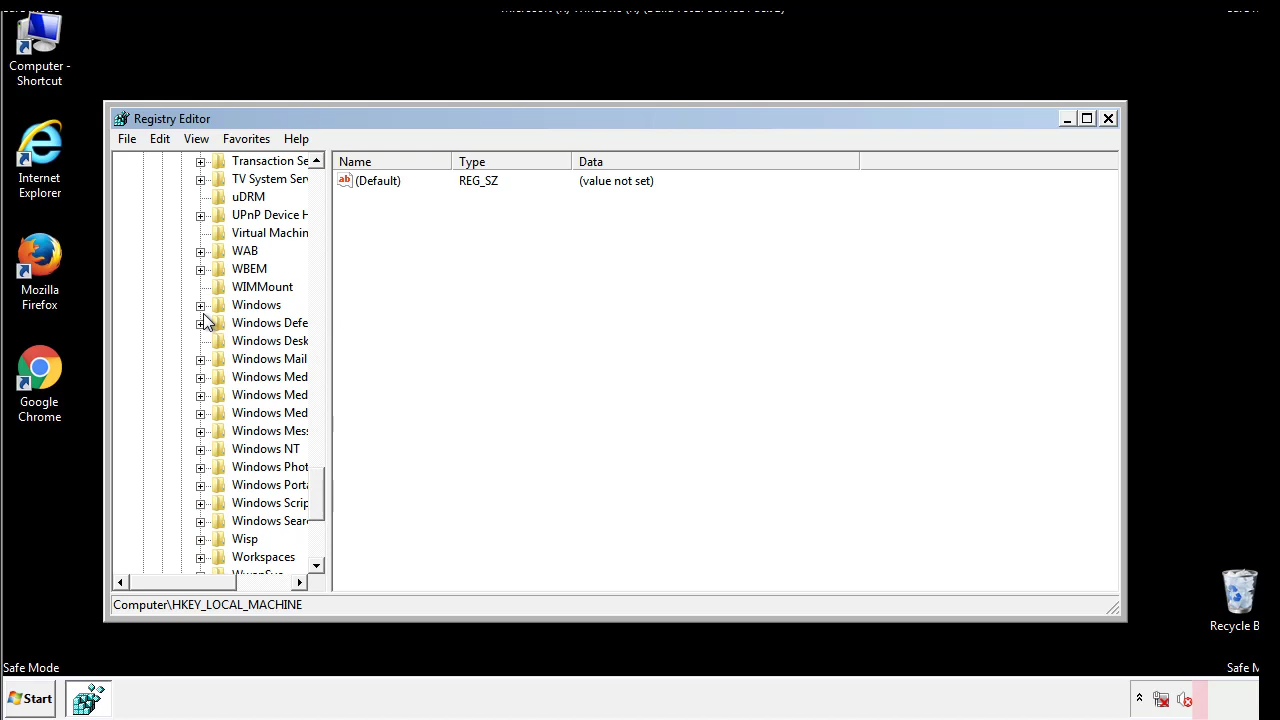 Computer -
Shortcut
Internet
Explorer
Mozilla
Firefox
Google
Chrome
Registry Editor
File Edit View Favorites Help
Transaction Se
TV System Serv
uDRM
UPnP Device H
Virtual Machin
WAB
WBEM
WIMMount
Windows
Windows Defe
Windows Desk
Windows Mail
Windows Med
Windows Med
Windows Med
Windows Mess
Windows NT
Windows Phot
Windows Porta
Windows Scrip
Windows Sear
Wisp
Workspaces
Name Type Data
(Default) REG_SZ (value not set)
Computer\HKEY_LOCAL_MACHINE
Recycle B
Safe Mode
Safe M
Start